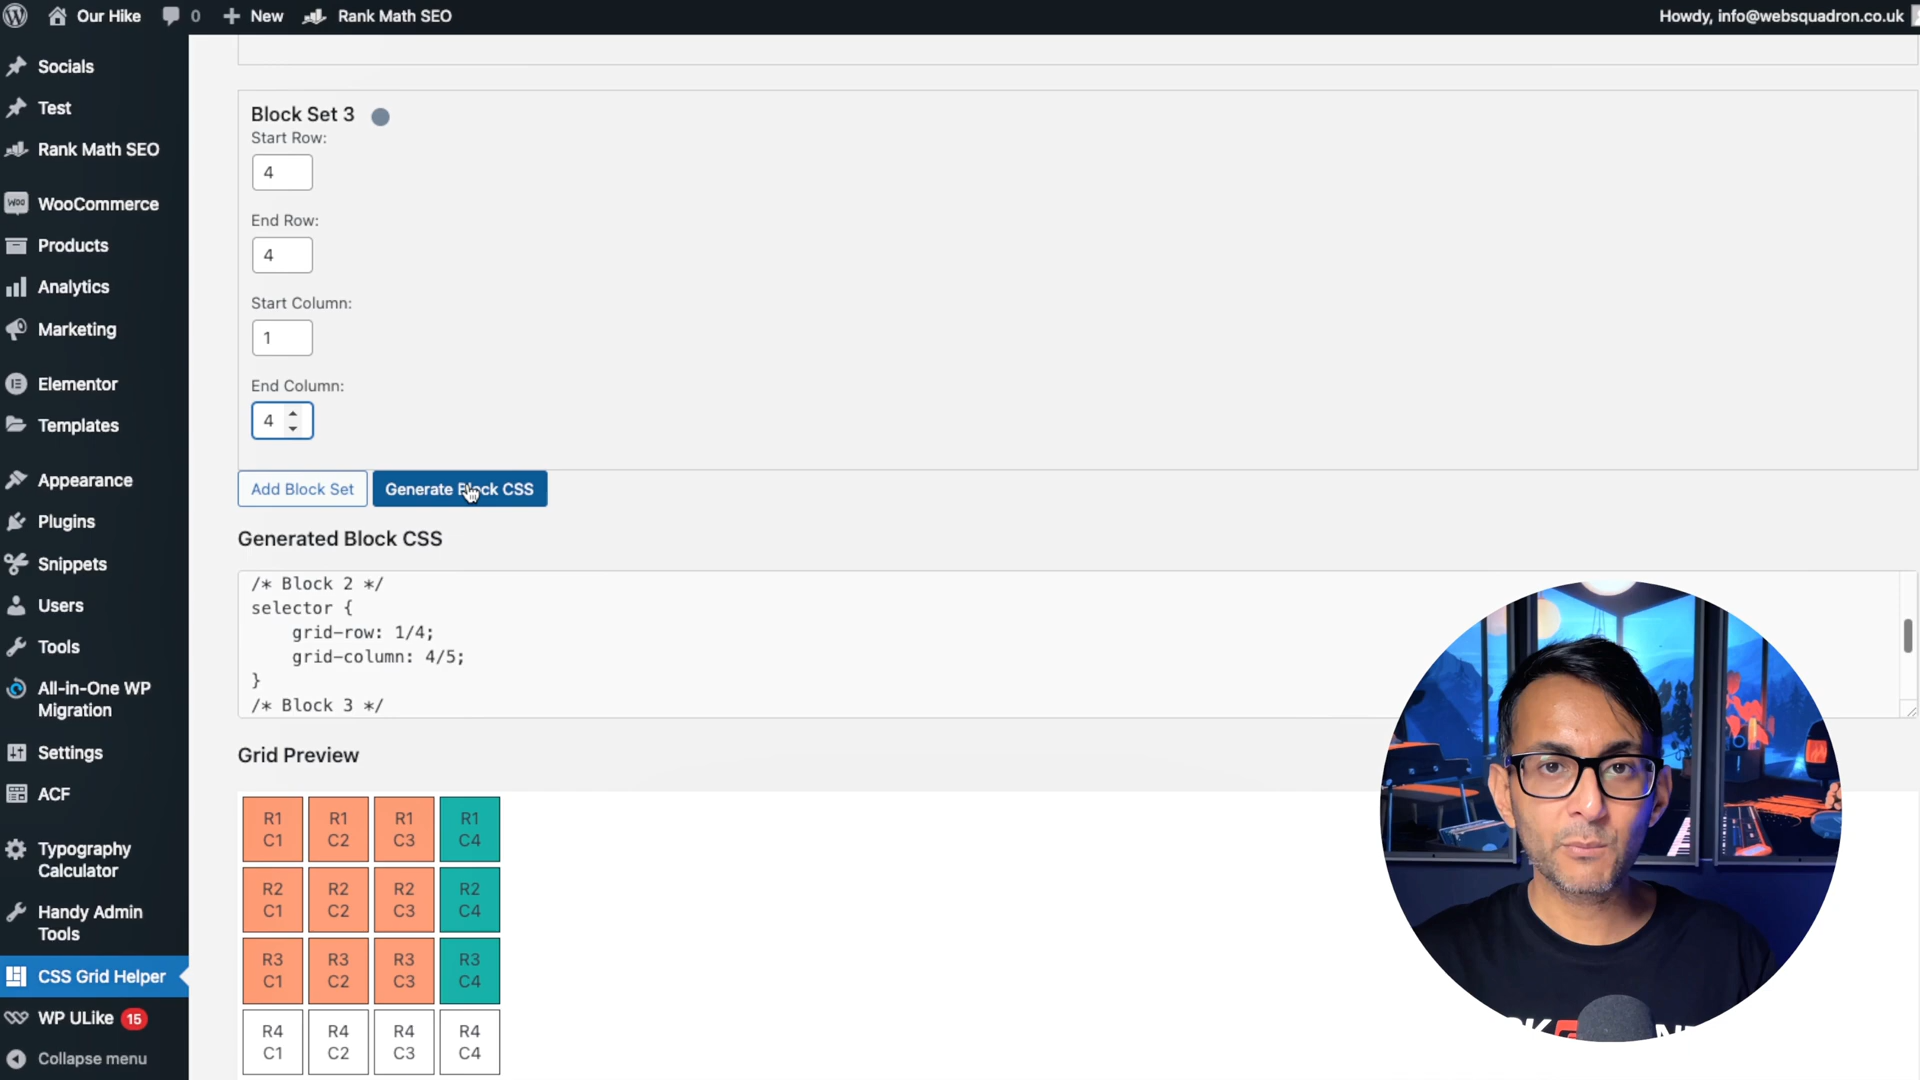 Our Hike
0
New
Rank Math SEO
Howdy, info@websquadron.co.uk
Socials
Test
Rank Math SEO
WOO
WooCommerce
Products
Analytics
Marketing
Elementor
Templates
Appearance
Plugins
Snippets
Users
Tools
All-in-One WP
Migration
Settings
ACF
Typography
Calculator
Handy Admin
Tools
CSS Grid Helper
WP ULike 15
Collapse menu
Block Set 3
Start Row:
4
End Row:
4
Start Column:
1
End Column:
4
Add Block Set
Generate Block CSS
Generated Block CSS
/* Block 2 */
selector {
grid-row: 1/4;
grid-column: 4/5;
}
/* Block 3 */
Grid Preview
R1 R1 R1 R1
C1 C2 C3 C4
R2 R2 R2 R2
C1 C2 C3 C4
R3 R3 R3 R3
C1 C2 C3 C4
R4 R4 R4 R4
C1 C2 C3 C4